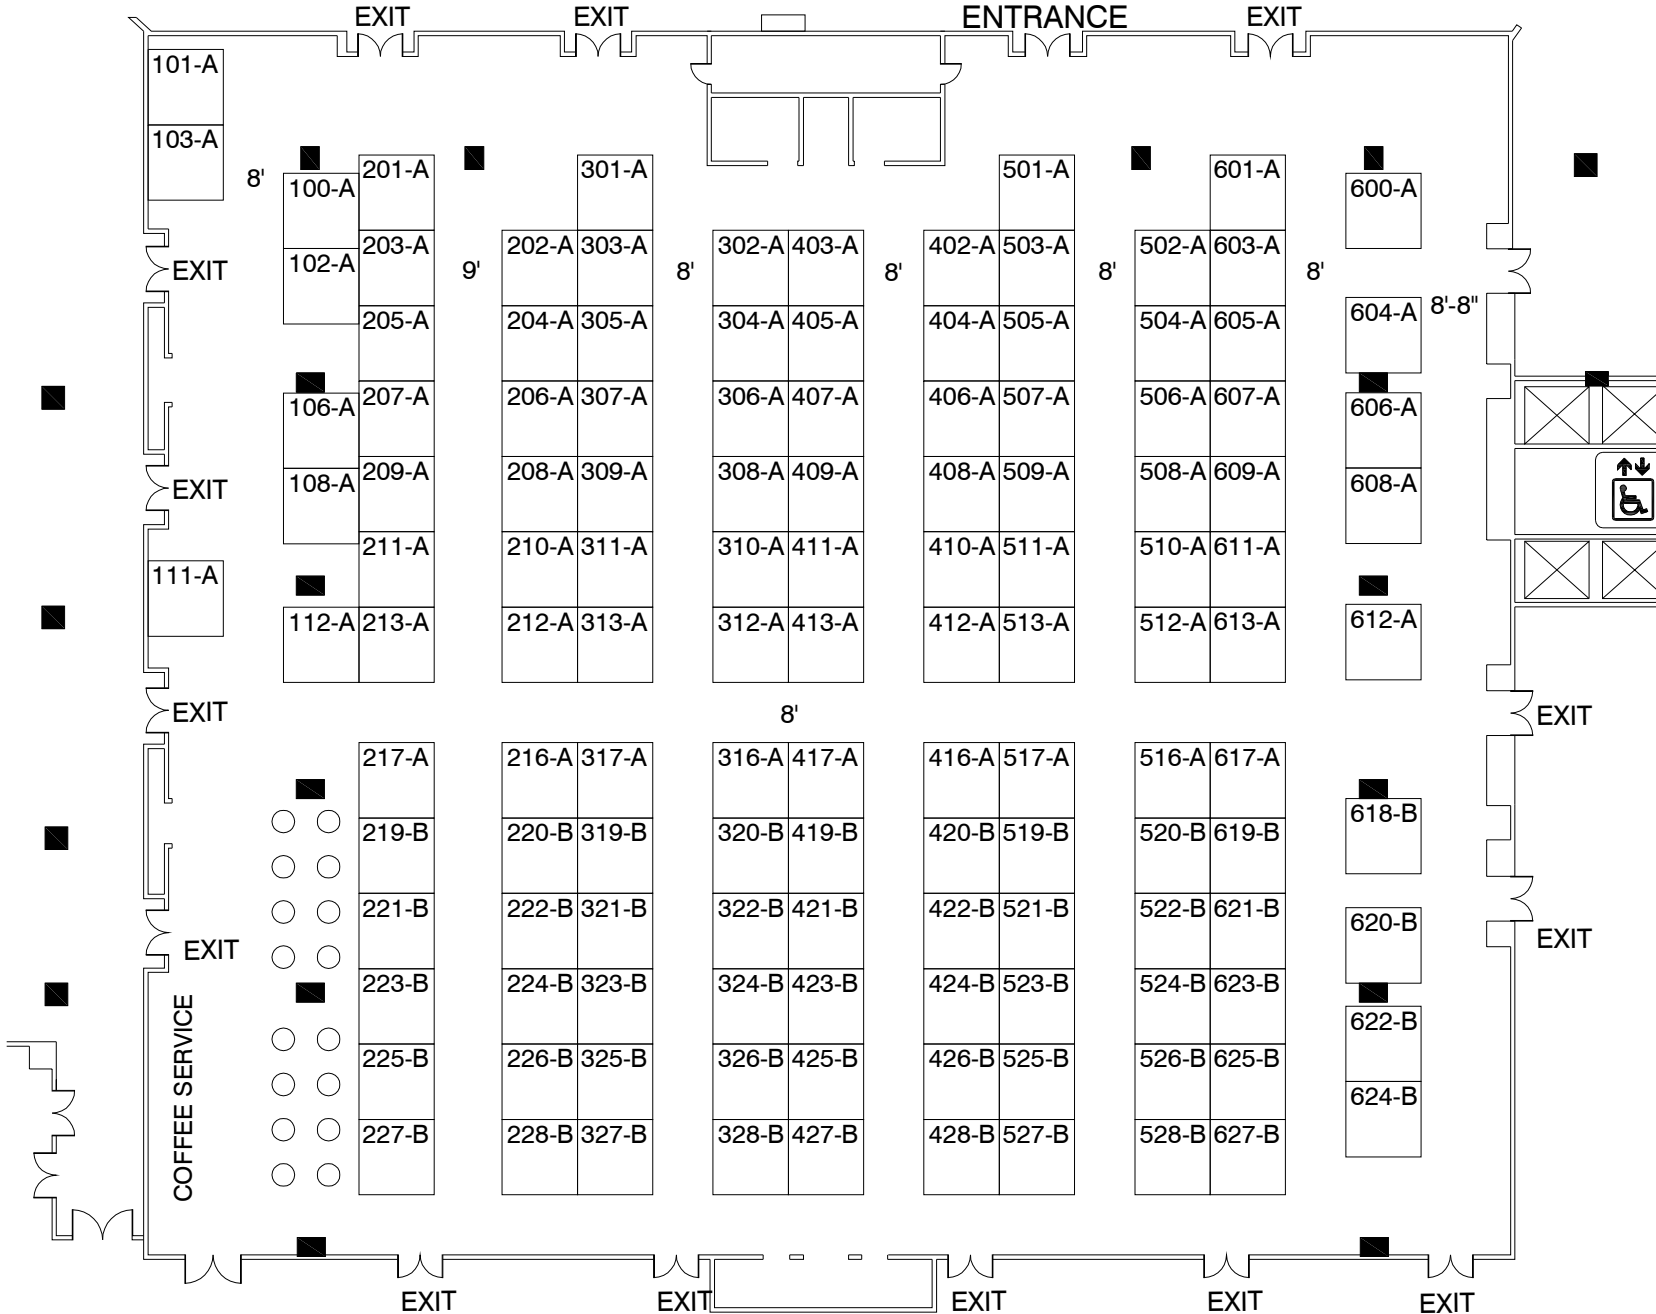 EXIT EXIT ENTRANCE EXIT
101-A
103-A
201-A 301-A 501-A 601-A
8' 100-A 600-A
203-A 202-A 303-A 302-A 403-A 402-A 503-A 502-A 603-A
EXIT 102-A 9' 8' 8' 8' 8'
205-A 204-A 305-A 304-A 405-A 404-A 505-A 504-A 605-A 604-A 8'-8"
106-A 207-A 206-A 307-A 306-A 407-A 406-A 507-A 506-A 607-A 606-A
209-A 208-A 309-A 308-A 409-A 408-A 509-A 508-A 609-A
EXIT 108-A 608-A
211-A 210-A 311-A 310-A 411-A 410-A 511-A 510-A 611-A
111-A
112-A 213-A 212-A 313-A 312-A 413-A 412-A 513-A 512-A 613-A 612-A
EXIT 8' EXIT
217-A 216-A 317-A 316-A 417-A 416-A 517-A 516-A 617-A
618-B
219-B 220-B 319-B 320-B 419-B 420-B 519-B 520-B 619-B
221-B 222-B 321-B 322-B 421-B 422-B 521-B 522-B 621-B 620-B
EXIT EXIT
223-B 224-B 323-B 324-B 423-B 424-B 523-B 524-B 623-B
622-B
COFFEE SERVICE
225-B 226-B 325-B 326-B 425-B 426-B 525-B 526-B 625-B
624-B
227-B 228-B 327-B 328-B 427-B 428-B 527-B 528-B 627-B
EXIT EXIT EXIT EXIT EXIT